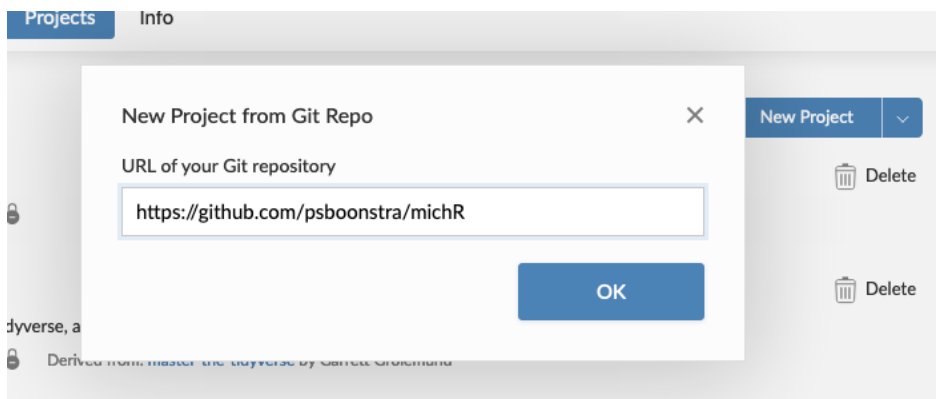 Projects Info
New Project from Git Repo
New Project
URL of your Git repository
Delete
https://github.com/psboonstra/michR
OK
Delete
dyverse, a
Derived from: master-the-tidyverse by Garrett Grolemund